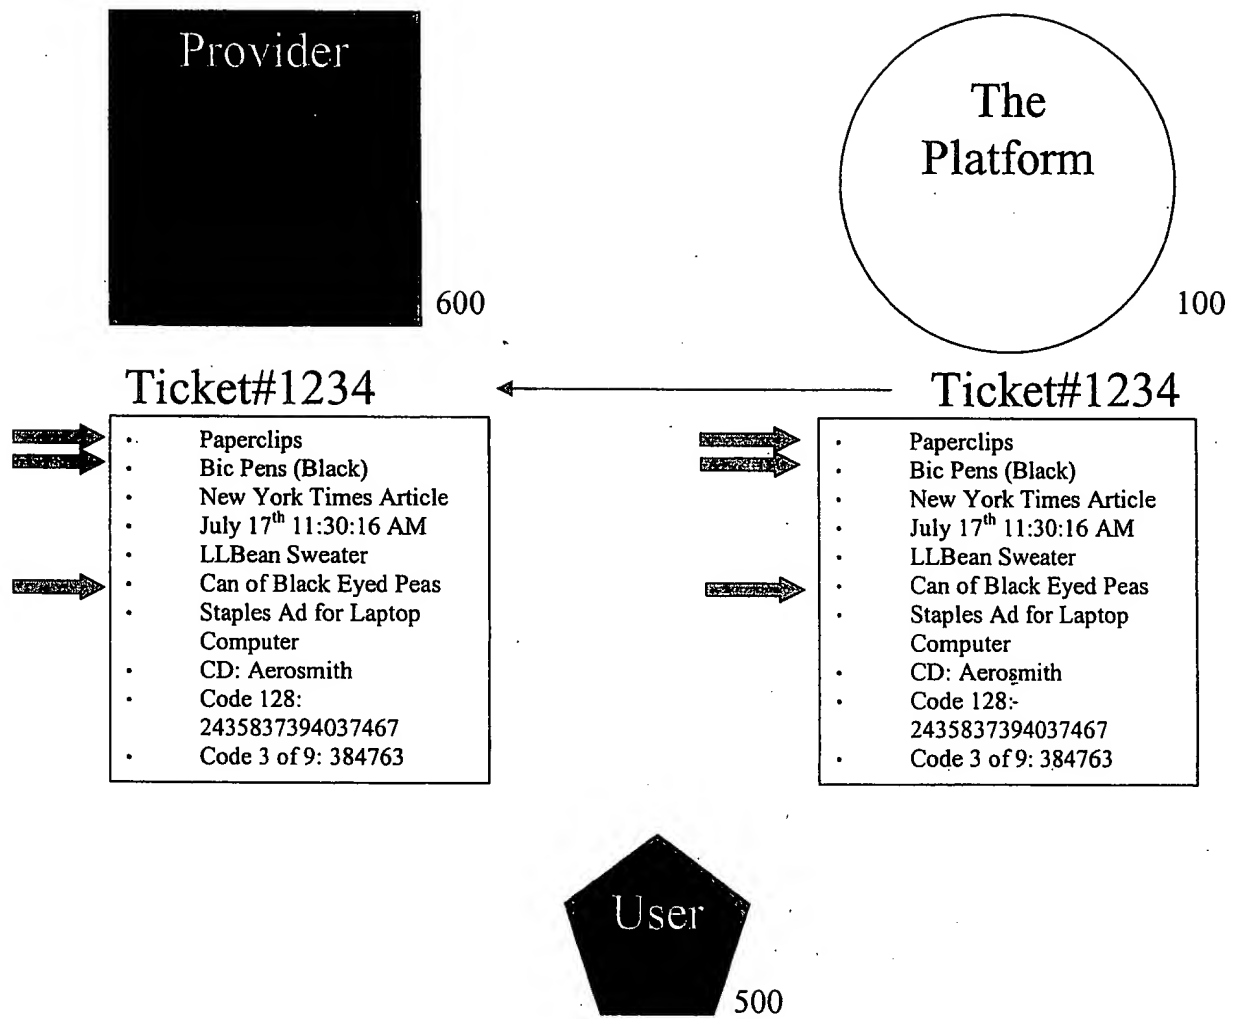 Provider
600
The
Platform
100
Ticket#1234
• Paperclips
• Bic Pens (Black)
• New York Times Article
• July 17th 11:30:16 AM
• LLBean Sweater
• Can of Black Eyed Peas
• Staples Ad for Laptop
Computer
• CD: Aerosmith
• Code 128:
2435837394037467
• Code 3 of 9: 384763
Ticket#1234
• Paperclips
• Bic Pens (Black)
• New York Times Article
• July 17th 11:30:16 AM
• LLBean Sweater
• Can of Black Eyed Peas
• Staples Ad for Laptop
Computer
• CD: Aerosmith
• Code 128:
2435837394037467
• Code 3 of 9: 384763
User
500